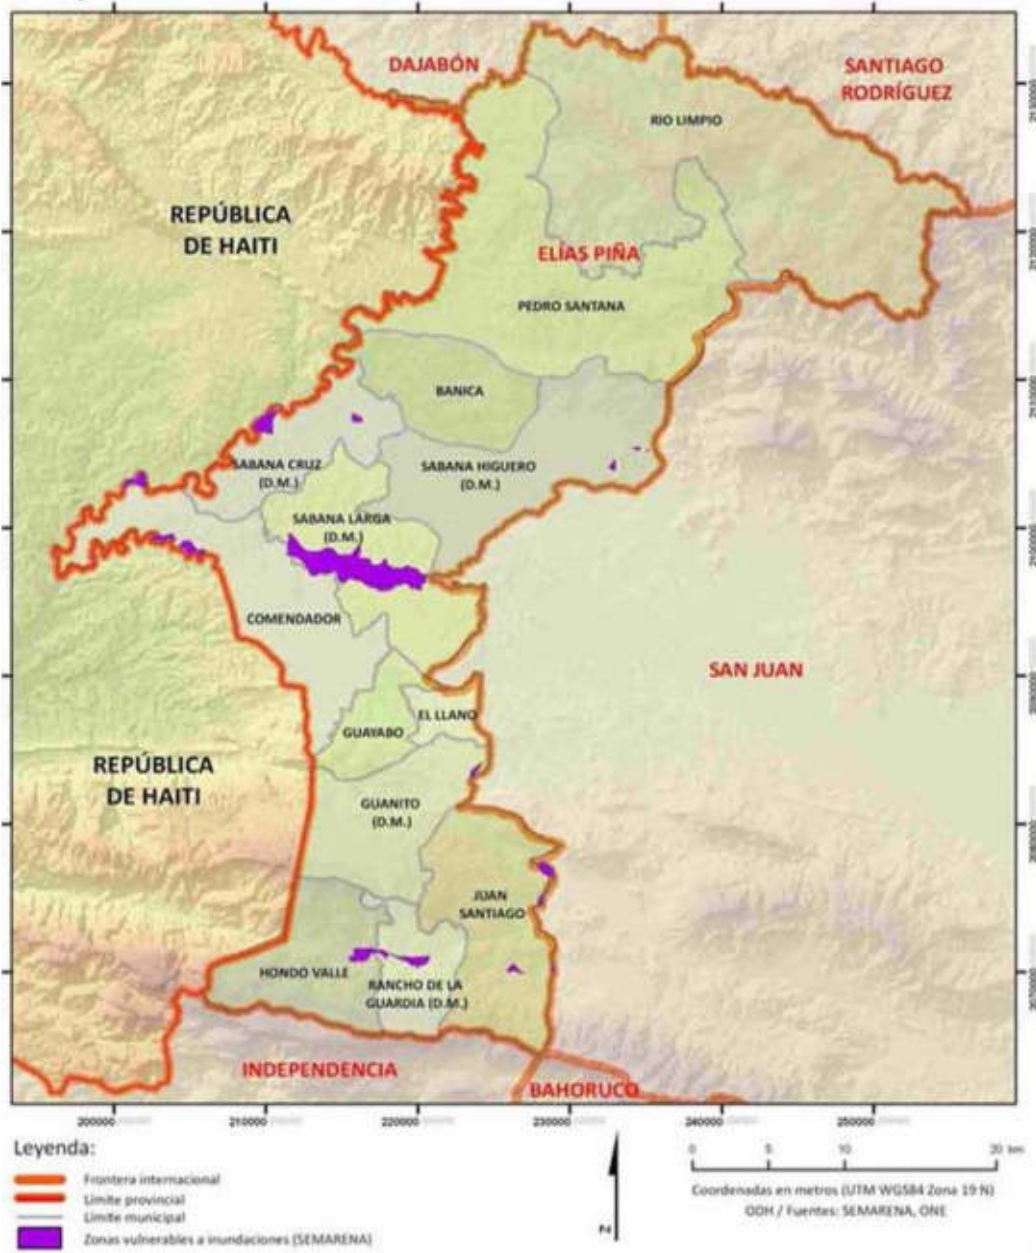 DAJABÓN
SANTIAGO
RODRÍGUEZ
RIO LIMPIO
REPÚBLICA
DE HAITI
ELÍAS PIÑA
PEDRO SANTANA
BANICA
SABANA CRUZ
(D.M.)
SABANA HIGUERO
(D.M.)
SABANA LARGA
(D.M.)
COMENDADOR
SAN JUAN
EL LLANO
GUAYABO
REPÚBLICA
DE HAITI
GUANITO
(D.M.)
JUAN
SANTIAGO
HONDO VALLE
RANCHO DE LA
GUARDIA (D.M.)
INDEPENDENCIA
BAHORUCO
200000
210000
220000
230000
240000
250000
Leyenda:
Frontera internacional
Límite provincial
Límite municipal
Zonas vulnerables a inundaciones (SEMARENA)
N
0 5 10 20 km
Coordenadas en metros (UTM WGS84 Zona 19 N)
ODH / Fuentes: SEMARENA, ONE